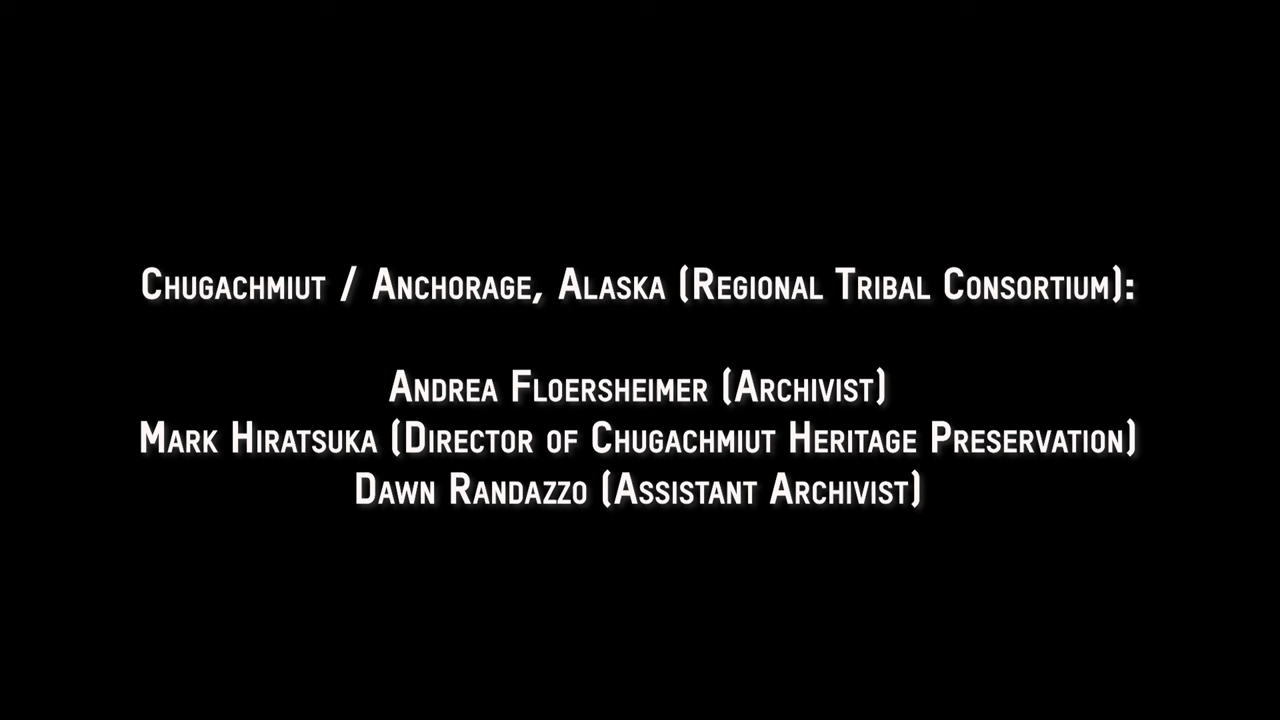 Chugachmiut / Anchorage, Alaska (Regional Tribal Consortium):
Andrea Floersheimer (Archivist)
Mark Hiratsuka (Director of Chugachmiut Heritage Preservation)
Dawn Randazzo (Assistant Archivist)